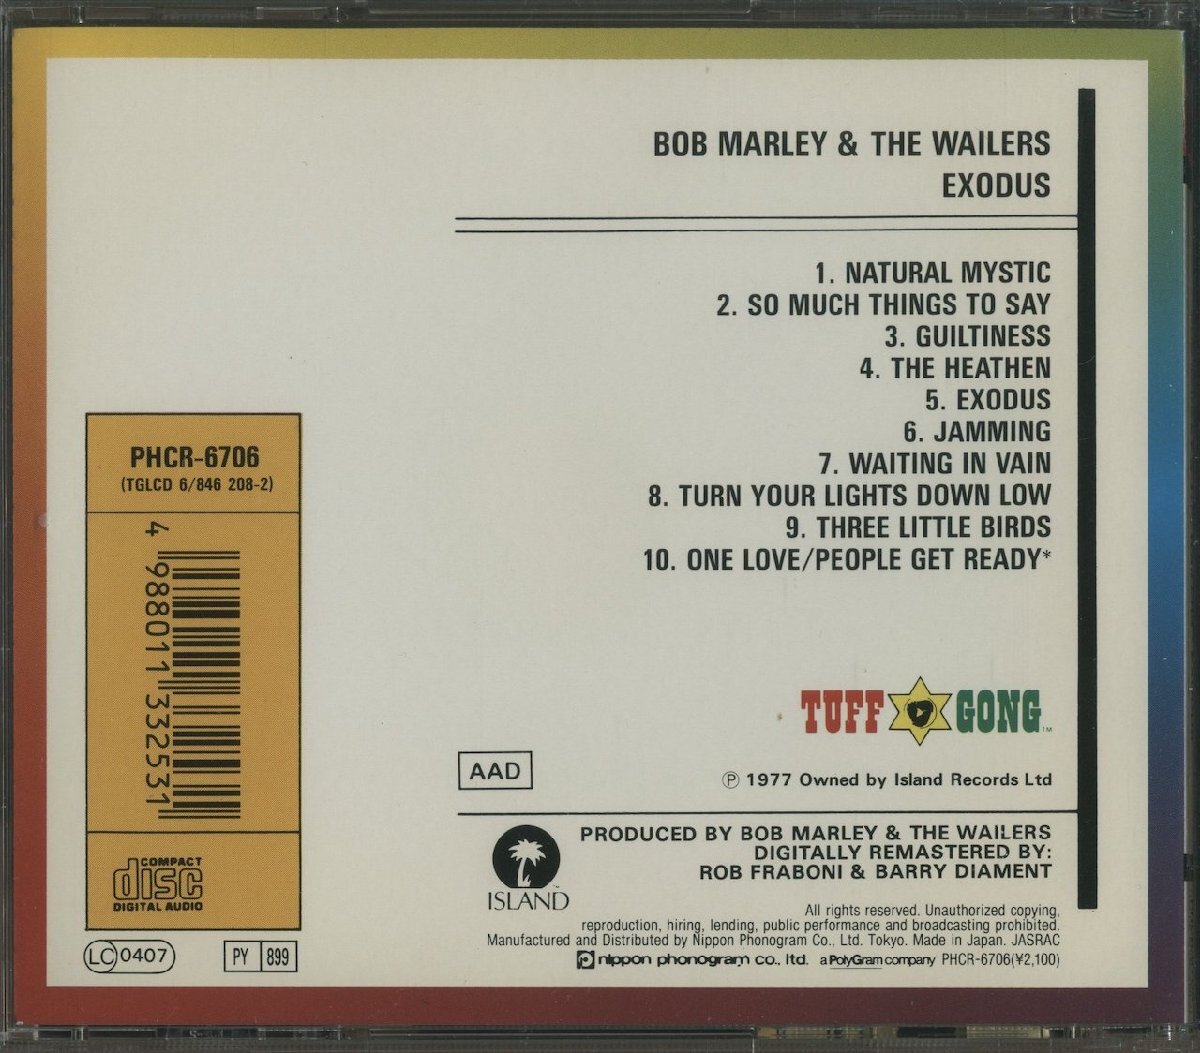 BOB MARLEY & THE WAILERS
EXODUS
1. NATURAL MYSTIC
2. SO MUCH THINGS TO SAY
3. GUILTINESS
4. THE HEATHEN
5. EXODUS
6. JAMMING
7. WAITING IN VAIN
8. TURN YOUR LIGHTS DOWN LOW
9. THREE LITTLE BIRDS
10. ONE LOVE/PEOPLE GET READY*
PHCR-6706
(TGLCD 6/846 208-2)
4 988011 332531
COMPACT
disc
DIGITAL AUDIO
LC 0407
PY 899
TUFF GONG TM
AAD
℗ 1977 Owned by Island Records Ltd
ISLAND
PRODUCED BY BOB MARLEY & THE WAILERS
DIGITALLY REMASTERED BY:
ROB FRABONI & BARRY DIAMENT
All rights reserved. Unauthorized copying,
reproduction, hiring, lending, public performance and broadcasting prohibited.
Manufactured and Distributed by Nippon Phonogram Co., Ltd. Tokyo. Made in Japan. JASRAC
nippon phonogram co., ltd. a PolyGram company PHCR-6706(¥2,100)